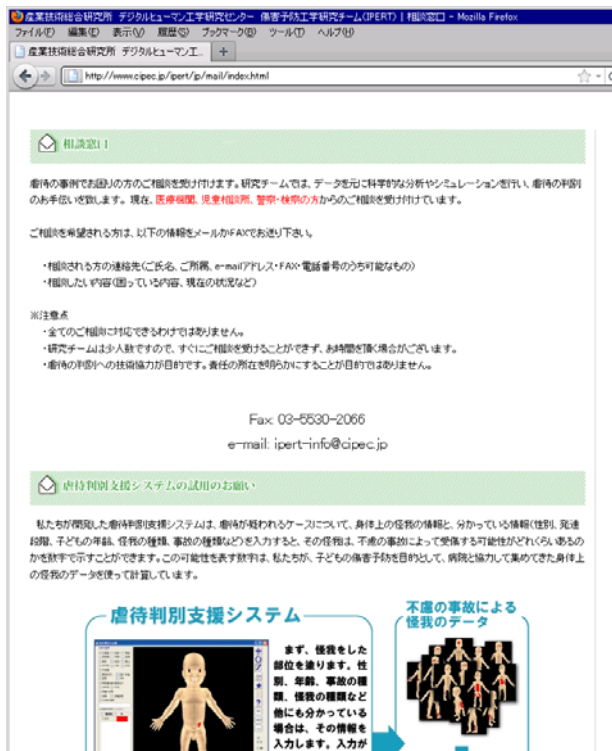 産業技術総合研究所 デジタルヒューマン工学研究センター 傷害予防工学研究チーム(IPERT) | 相談窓口 - Mozilla Firefox
ファイル(F) 編集(E) 表示(V) 履歴(S) ブックマーク(B) ツール(T) ヘルプ(H)
産業技術総合研究所 デジタルヒューマンエ... +
http://www.cipec.jp/ipert/jp/mail/index.html
相談窓口
虐待の事例でお困りの方のご相談を受け付けます。研究チームでは、データを元に科学的な分析やシミュレーションを行い、虐待の判別
のお手伝いを致します。現在、医療機関、児童相談所、警察・検察の方からのご相談を受け付けています。
ご相談を希望される方は、以下の情報をメールかFAXでお送り下さい。
・相談される方の連絡先(ご氏名、ご所属、e-mailアドレス・FAX・電話番号のうち可能なもの)
・相談したい内容(困っている内容、現在の状況など)
※注意点
・全てのご相談に対応できるわけではありません。
・研究チームは少人数ですので、すぐにご相談を受けることができず、お時間を頂く場合がございます。
・虐待の判別への技術協力が目的です。責任の所在を明らかにすることが目的ではありません。
Fax: 03-5530-2066
e-mail: ipert-info@cipec.jp
虐待判別支援システムの試用のお願い
私たちが開発した虐待判別支援システムは、虐待が疑われるケースについて、身体上の怪我の情報と、分かっている情報(性別、発達
段階、子どもの年齢、怪我の種類、事故の種類など)を入力すると、その怪我は、不慮の事故によって受傷する可能性がどれくらいあるの
かを数字で示すことができます。この可能性を表す数字は、私たちが、子どもの傷害予防を目的として、病院と協力して集めてきた身体上
の怪我のデータを使って計算しています。
虐待判別支援システム
まず、怪我をした
部位を塗ります。性
別、年齢、事故の種
類、怪我の種類など
他にも分かっている
場合は、その情報を
入力します。入力が
不慮の事故による
怪我のデータ